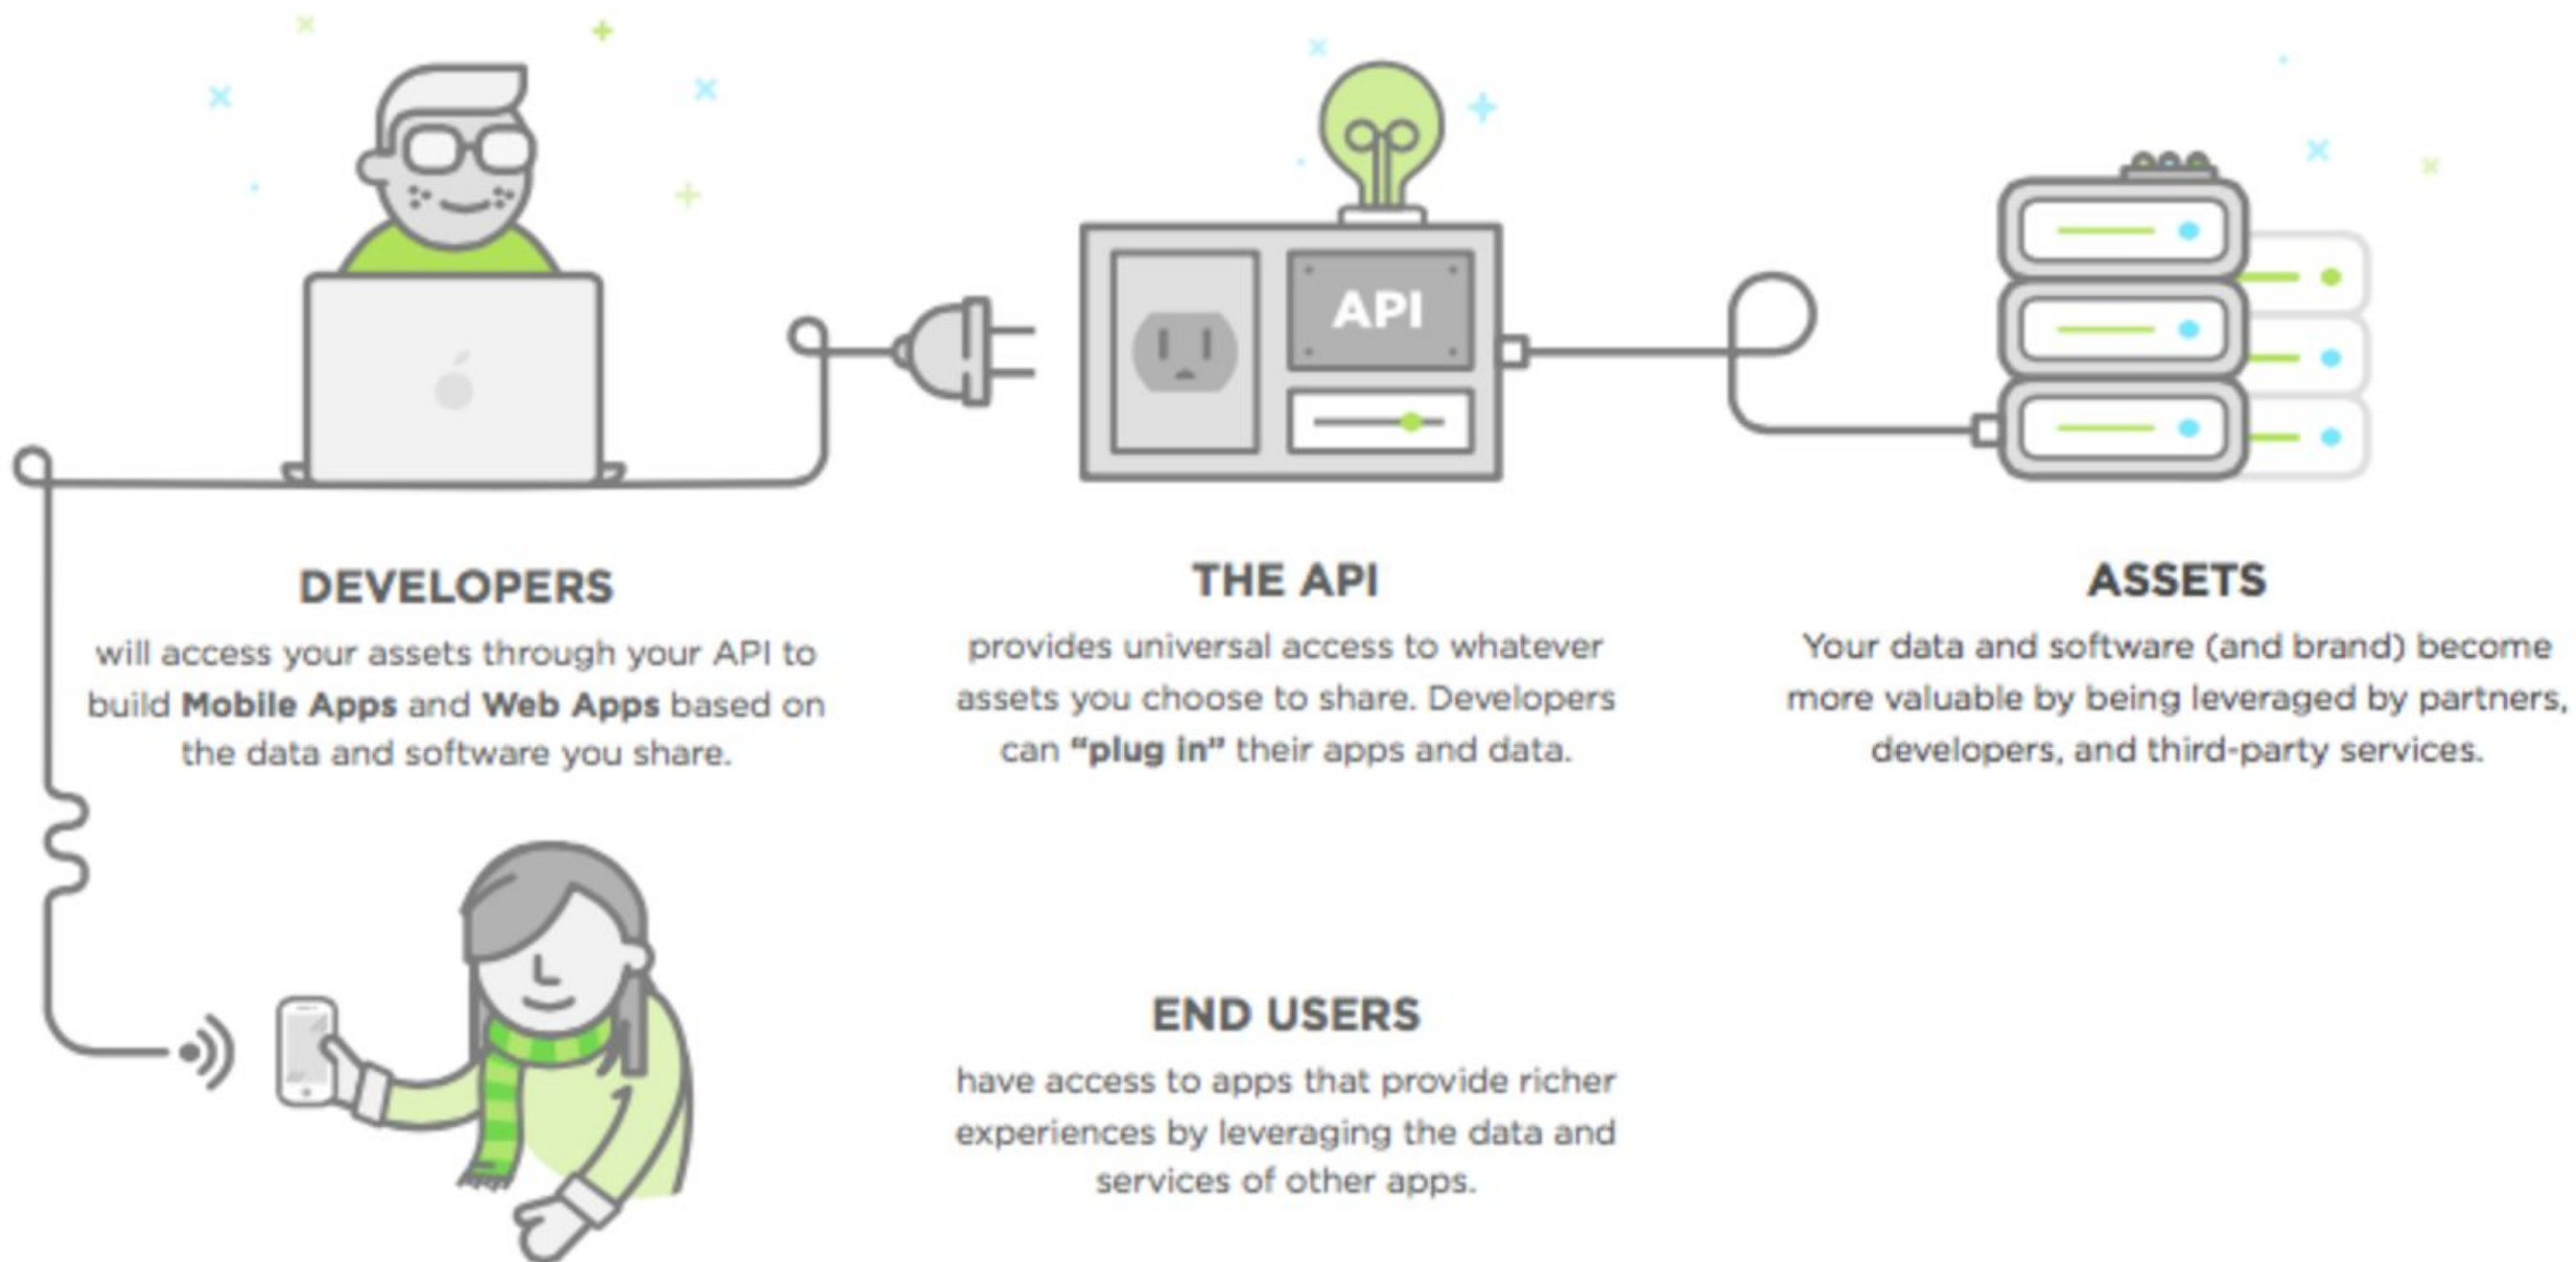 API
DEVELOPERS
will access your assets through your API to
build Mobile Apps and Web Apps based on
the data and software you share.
THE API
provides universal access to whatever
assets you choose to share. Developers
can “plug in” their apps and data.
ASSETS
Your data and software (and brand) become
more valuable by being leveraged by partners,
developers, and third-party services.
END USERS
have access to apps that provide richer
experiences by leveraging the data and
services of other apps.